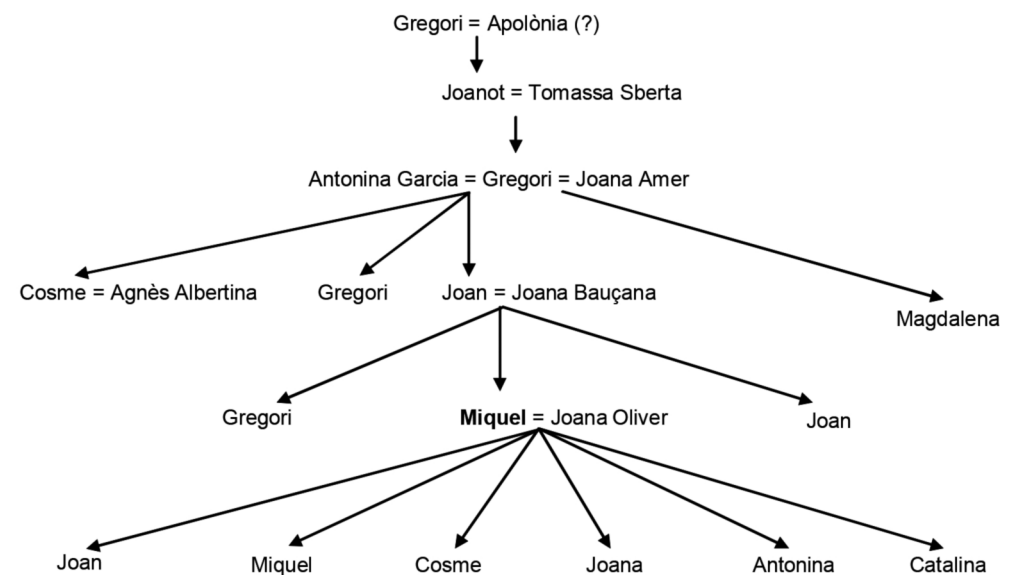 Gregori = Apolònia (?)
Joanot = Tomassa Sberta
Antonina Garcia = Gregori = Joana Amer
Cosme = Agnès Albertina
Gregori
Joan = Joana Bauçana
Magdalena
Gregori
Miquel = Joana Oliver
Joan
Joan
Miquel
Cosme
Joana
Antonina
Catalina